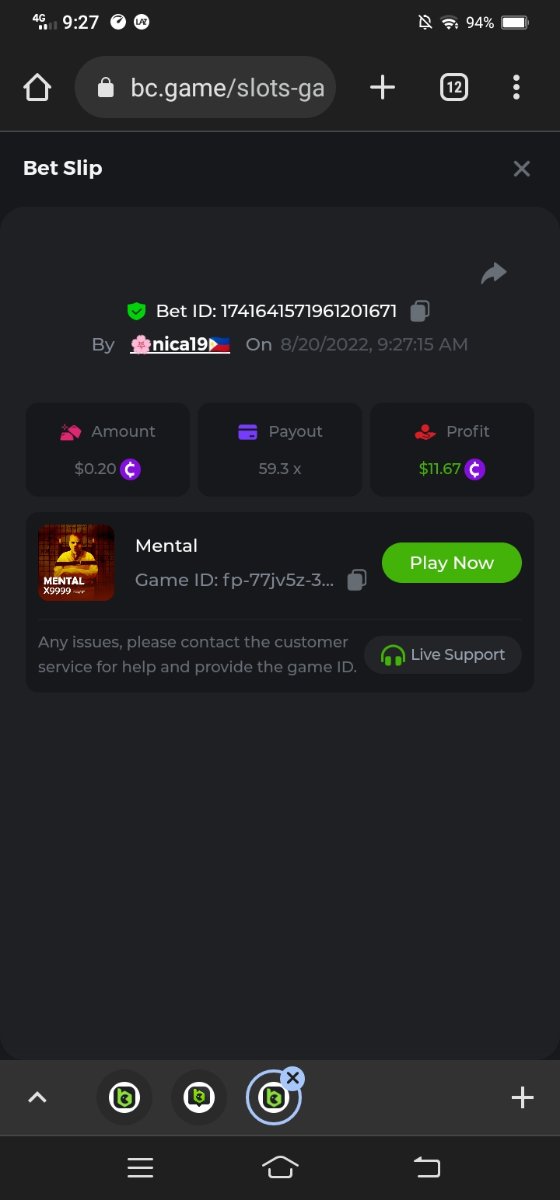 4G 9:27 94%
bc.game/slots-ga 12
Bet Slip
Bet ID: 1741641571961201671
By 🌸nica19🇵🇭 On 8/20/2022, 9:27:15 AM
Amount Payout Profit
$0.20 59.3 x $11.67
MENTAL
X9999
Mental
Game ID: fp-77jv5z-3...
Play Now
Any issues, please contact the customer
service for help and provide the game ID.
Live Support